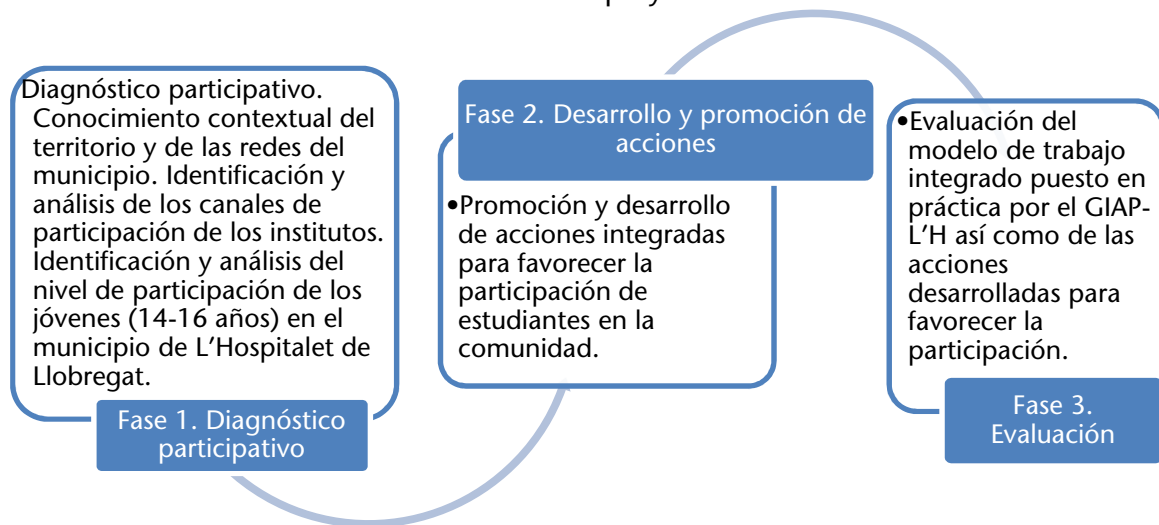 Diagnóstico participativo.
Conocimiento contextual del
territorio y de las redes del
municipio. Identificación y
análisis de los canales de
participación de los institutos.
Identificación y análisis del
nivel de participación de los
jóvenes (14-16 años) en el
municipio de L’Hospitalet de
Llobregat.
Fase 1. Diagnóstico
participativo
Fase 2. Desarrollo y promoción de
acciones
•Promoción y desarrollo
de acciones integradas
para favorecer la
participación de
estudiantes en la
comunidad.
•Evaluación del
modelo de trabajo
integrado puesto en
práctica por el GIAP-
L’H así como de las
acciones
desarrolladas para
favorecer la
participación.
Fase 3.
Evaluación